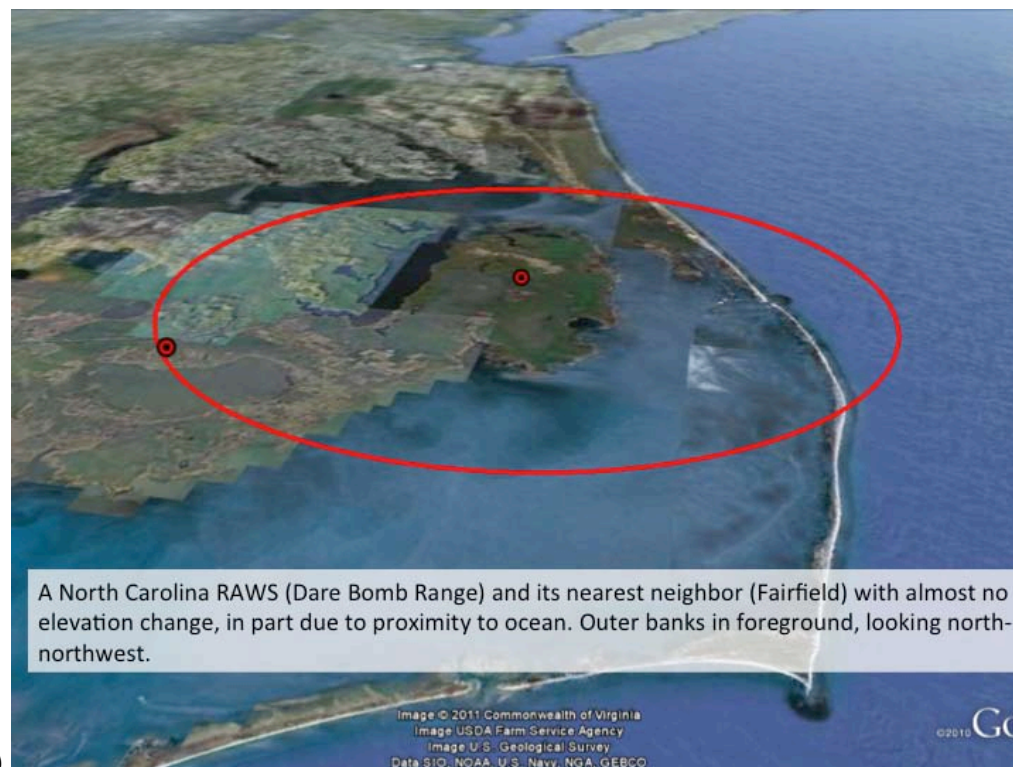 A North Carolina RAWS (Dare Bomb Range) and its nearest neighbor (Fairfield) with almost no
elevation change, in part due to proximity to ocean. Outer banks in foreground, looking north-
northwest.
Image © 2011 Commonwealth of Virginia
Image USDA Farm Service Agency
Image U.S. Geological Survey
Data SIO, NOAA, U.S. Navy, NGA, GEBCO
©2010 Go
)